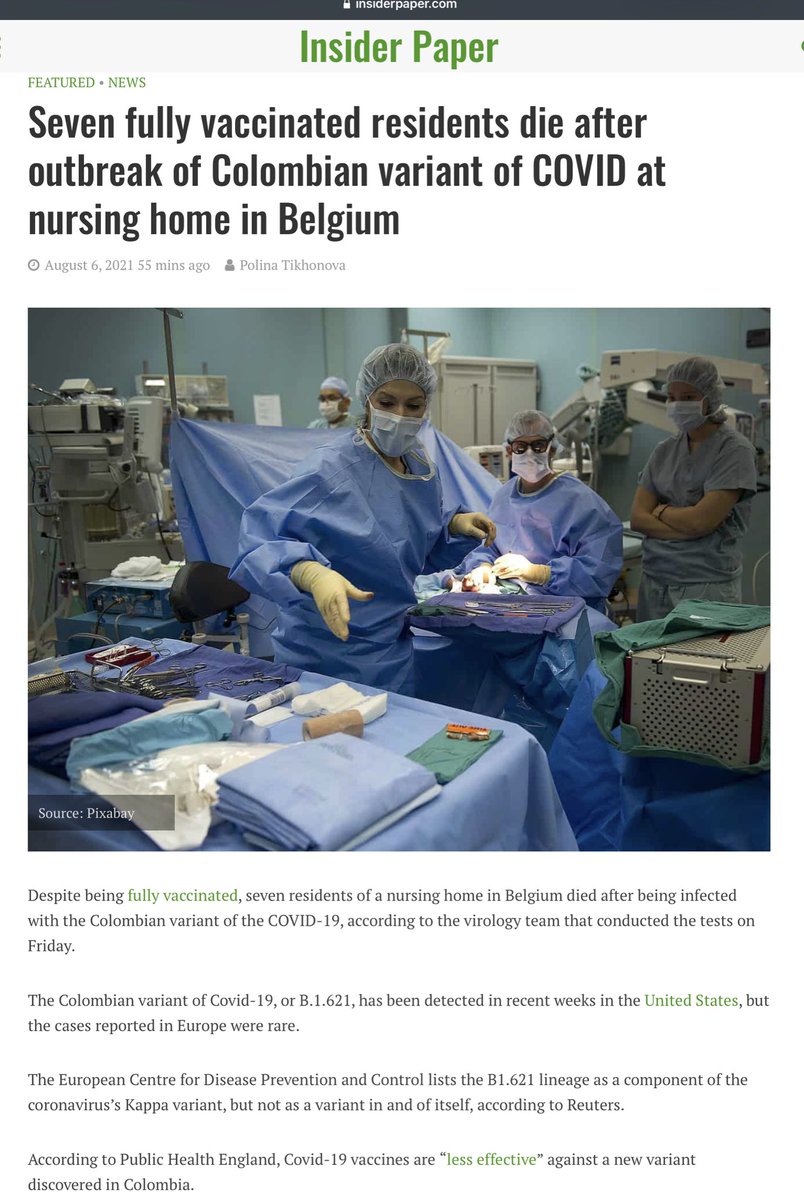 insiderpaper.com
Insider Paper
FEATURED • NEWS
Seven fully vaccinated residents die after
outbreak of Colombian variant of COVID at
nursing home in Belgium
August 6, 2021 55 mins ago Polina Tikhonova
Source: Pixabay
Despite being fully vaccinated, seven residents of a nursing home in Belgium died after being infected
with the Colombian variant of the COVID-19, according to the virology team that conducted the tests on
Friday.
The Colombian variant of Covid-19, or B.1.621, has been detected in recent weeks in the United States, but
the cases reported in Europe were rare.
The European Centre for Disease Prevention and Control lists the B1.621 lineage as a component of the
coronavirus’s Kappa variant, but not as a variant in and of itself, according to Reuters.
According to Public Health England, Covid-19 vaccines are “less effective” against a new variant
discovered in Colombia.